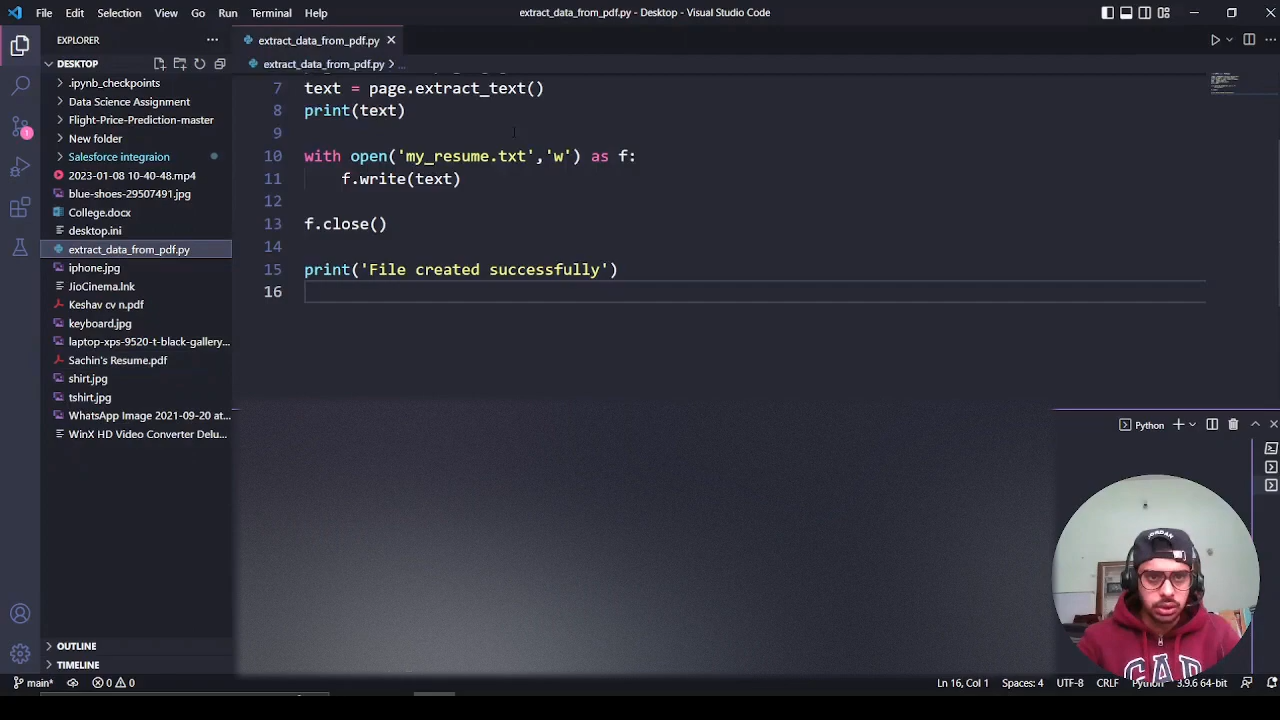 File Edit Selection View Go Run Terminal Help
extract_data_from_pdf.py - Desktop - Visual Studio Code
EXPLORER
extract_data_from_pdf.py
DESKTOP
extract_data_from_pdf.py > ...
.ipynb_checkpoints
Data Science Assignment
Flight-Price-Prediction-master
New folder
Salesforce integraion
2023-01-08 10-40-48.mp4
blue-shoes-29507491.jpg
College.docx
desktop.ini
extract_data_from_pdf.py
iphone.jpg
JioCinema.lnk
Keshav cv n.pdf
keyboard.jpg
laptop-xps-9520-t-black-gallery...
Sachin's Resume.pdf
shirt.jpg
tshirt.jpg
WhatsApp Image 2021-09-20 at...
WinX HD Video Converter Delu...
OUTLINE
TIMELINE
1
7 text = page.extract_text()
8 print(text)
9
10 with open('my_resume.txt','w') as f:
11 f.write(text)
12
13 f.close()
14
15 print('File created successfully')
16
Python
JORDAN
GAP
main* 0 0
Ln 16, Col 1 Spaces: 4 UTF-8 CRLF Python 3.9.6 64-bit